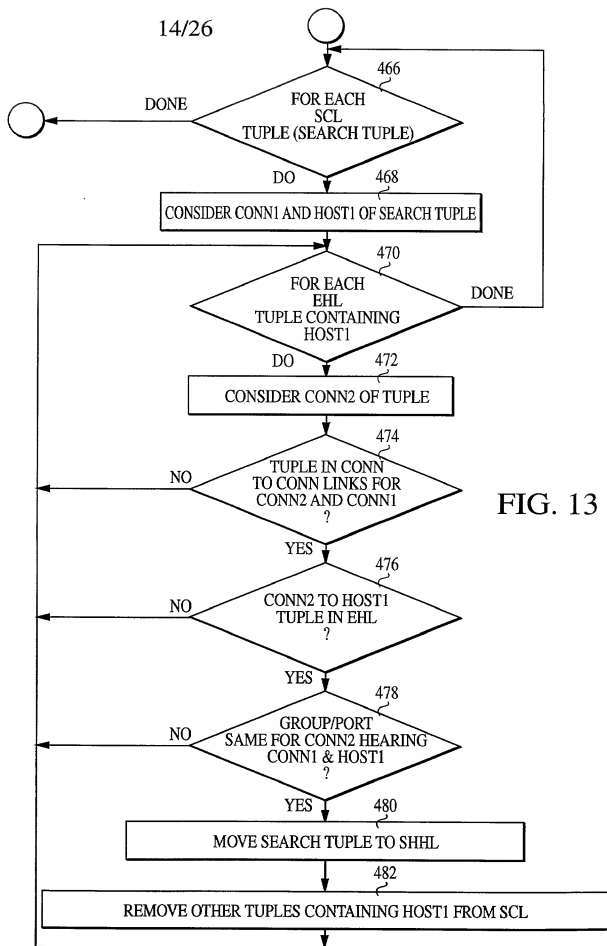 14/26
466
DONE
FOR EACH
SCL
TUPLE (SEARCH TUPLE)
DO
468
CONSIDER CONN1 AND HOST1 OF SEARCH TUPLE
470
FOR EACH
EHL
TUPLE CONTAINING
HOST1
DONE
DO
472
CONSIDER CONN2 OF TUPLE
474
TUPLE IN CONN
TO CONN LINKS FOR
CONN2 AND CONN1
?
NO
FIG. 13
YES
476
CONN2 TO HOST1
TUPLE IN EHL
?
NO
YES
478
GROUP/PORT
SAME FOR CONN2 HEARING
CONN1 & HOST1
?
NO
YES
480
MOVE SEARCH TUPLE TO SHHL
482
REMOVE OTHER TUPLES CONTAINING HOST1 FROM SCL